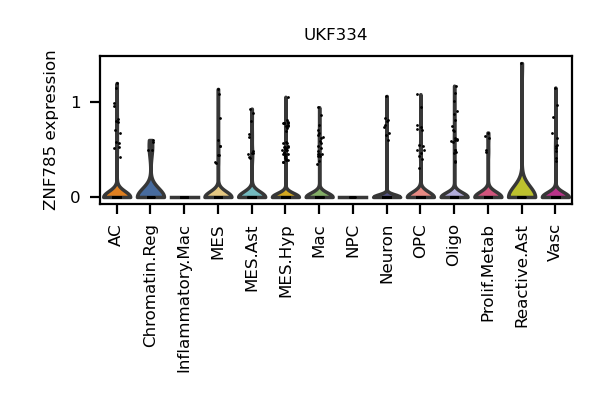 UKF334
ZNF785 expression
1
0
AC
Chromatin.Reg
Inflammatory.Mac
MES
MES.Ast
MES.Hyp
Mac
NPC
Neuron
OPC
Oligo
Prolif.Metab
Reactive.Ast
Vasc